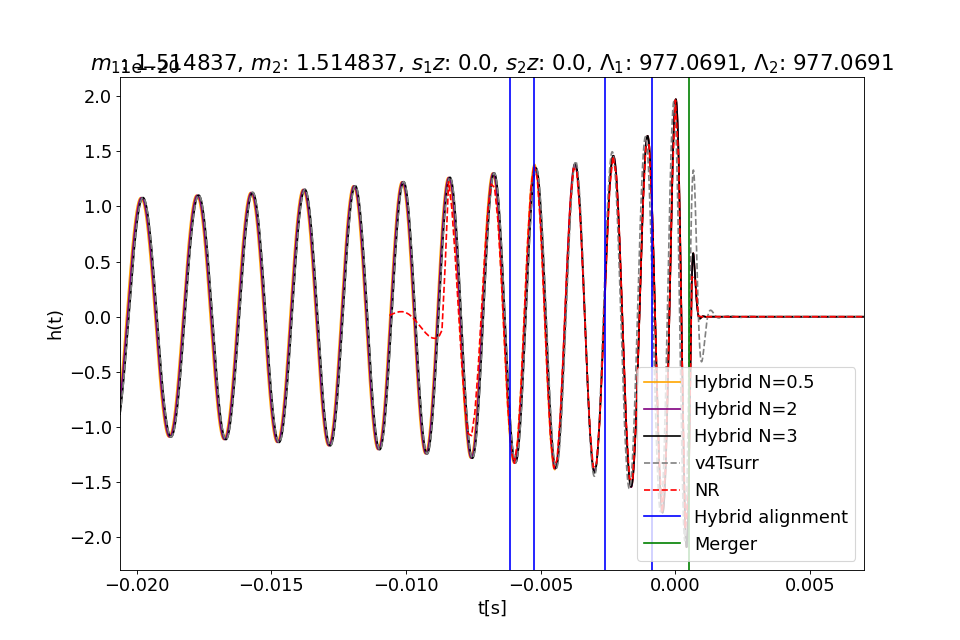 m₁: 1.514837, m₂: 1.514837, s₁z: 0.0, s₂z: 0.0, Λ₁: 977.0691, Λ₂: 977.0691
1e−20
2.0
1.5
1.0
0.5
0.0
−0.5
−1.0
−1.5
−2.0
h(t)
Hybrid N=0.5
Hybrid N=2
Hybrid N=3
v4Tsurr
NR
Hybrid alignment
Merger
−0.020 −0.015 −0.010 −0.005 0.000 0.005
t[s]